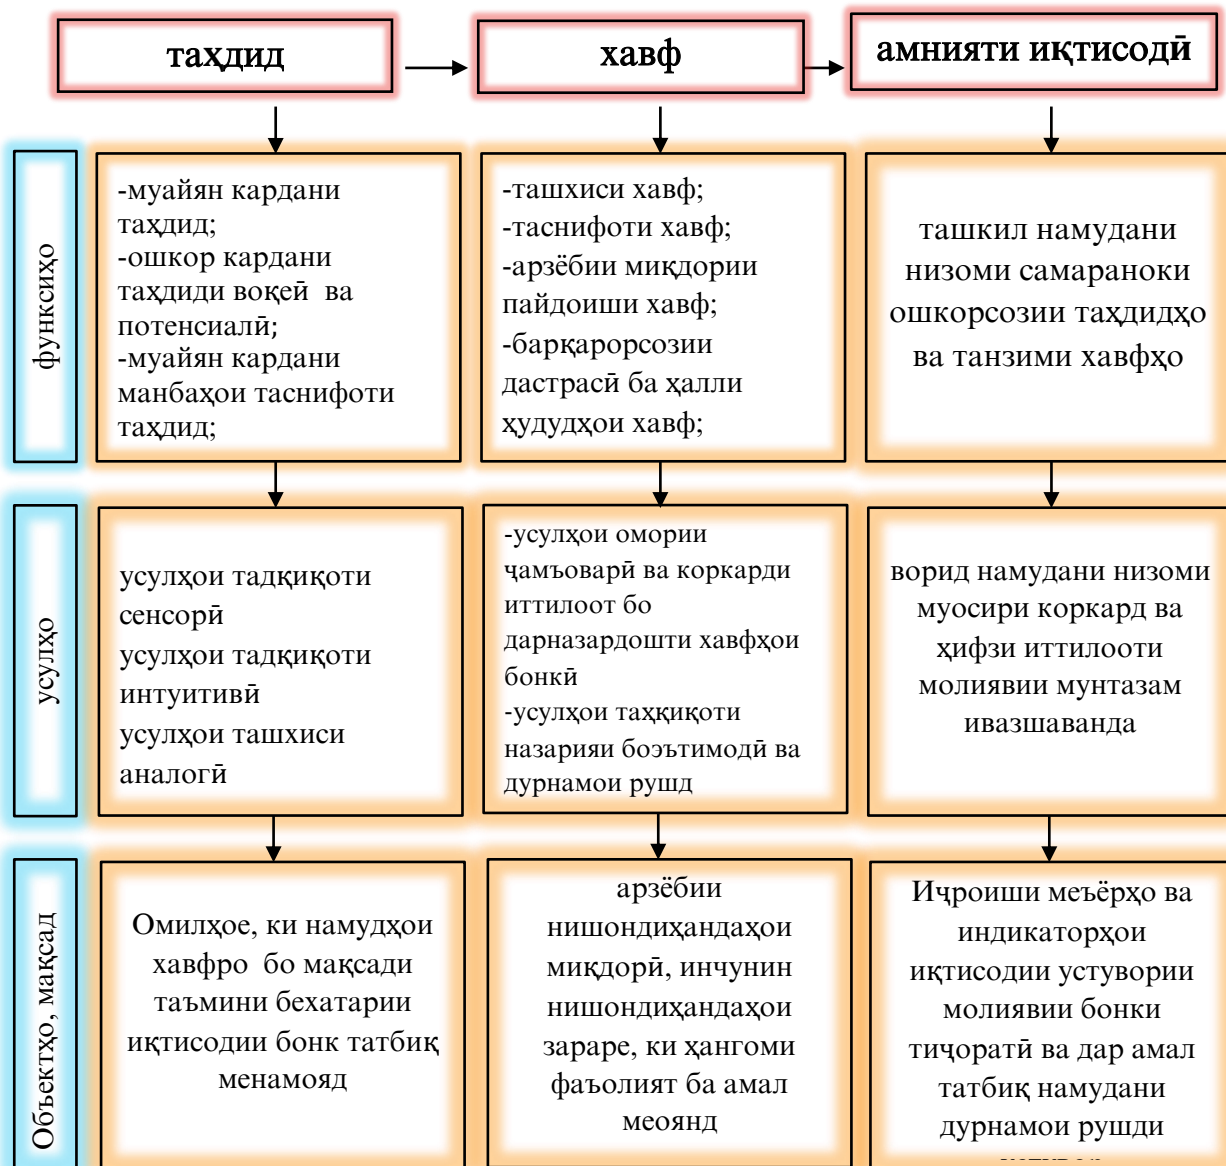 таҳдид
хавф
амнияти иқтисодӣ
функсиҳо
-муайян кардани
таҳдид;
-ошкор кардани
таҳдиди воқеӣ ва
потенсиалӣ;
-муайян кардани
манбаҳои таснифоти
таҳдид;
-ташхиси хавф;
-таснифоти хавф;
-арзёбии миқдории
пайдоиши хавф;
-барқарорсозии
дастрасӣ ба ҳалли
ҳудудҳои хавф;
ташкил намудани
низоми самараноки
ошкорсозии таҳдидҳо
ва танзими хавфҳо
усулҳо
усулҳои тадқиқоти
сенсорӣ
усулҳои тадқиқоти
интуитивӣ
усулҳои ташхиси
аналогӣ
-усулҳои омории
ҷамъоварӣ ва коркарди
иттилоот бо
дарназардошти хавфҳои
бонкӣ
-усулҳои таҳқиқоти
назарияи боэътимодӣ ва
дурнамои рушд
ворид намудани низоми
муосири коркард ва
ҳифзи иттилооти
молиявии мунтазам
ивазшаванда
Объектҳо, мақсад
Омилҳое, ки намудҳои
хавфро бо мақсади
таъмини бехатарии
иқтисодии бонк татбиқ
менамояд
арзёбии
нишондиҳандаҳои
миқдорӣ, инчунин
нишондиҳандаҳои
зараре, ки ҳангоми
фаъолият ба амал
меоянд
Иҷроиши меъёрҳо ва
индикаторҳои
иқтисодии устувории
молиявии бонки
тиҷоратӣ ва дар амал
татбиқ намудани
дурнамои рушди